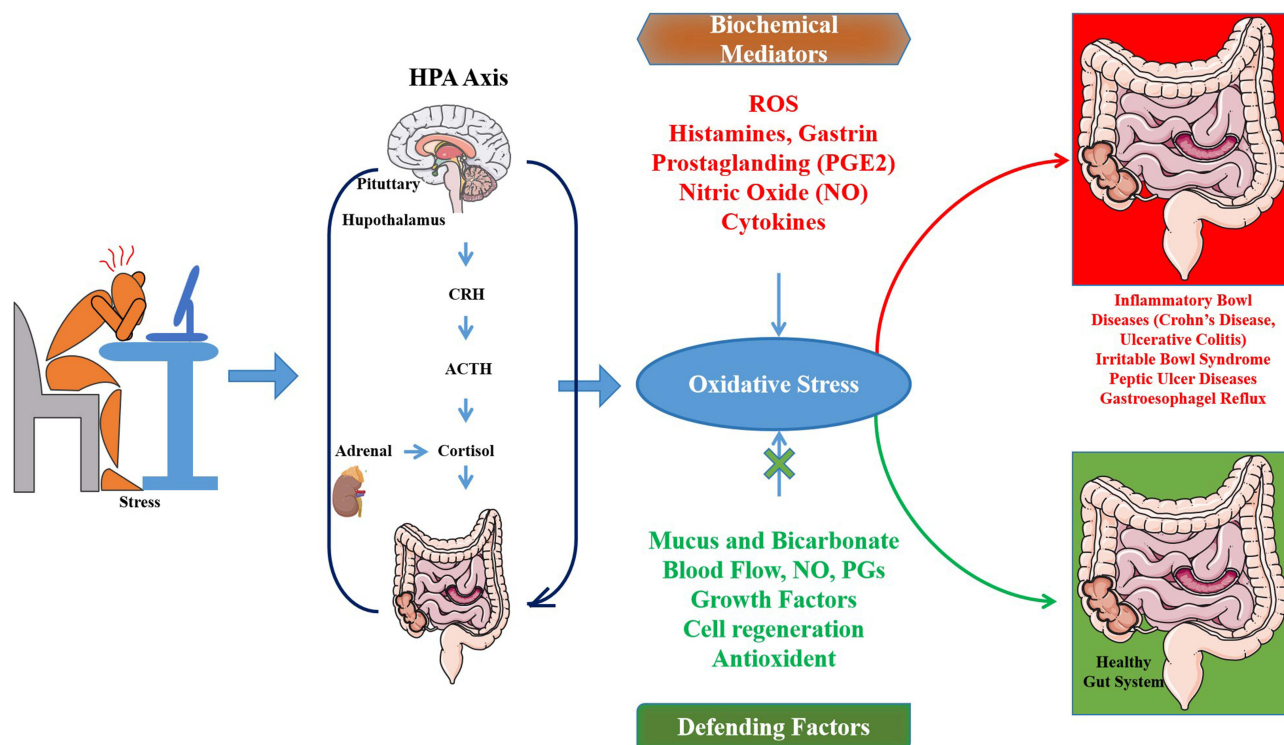 HPA Axis
Pituttary
Hupothalamus
CRH
ACTH
Adrenal
Cortisol
Stress
Biochemical
Mediators
ROS
Histamines, Gastrin
Prostaglanding (PGE2)
Nitric Oxide (NO)
Cytokines
Oxidative Stress
Mucus and Bicarbonate
Blood Flow, NO, PGs
Growth Factors
Cell regeneration
Antioxident
Defending Factors
Inflammatory Bowl
Diseases (Crohn’s Disease,
Ulcerative Colitis)
Irritable Bowl Syndrome
Peptic Ulcer Diseases
Gastroesophagel Reflux
Healthy
Gut System